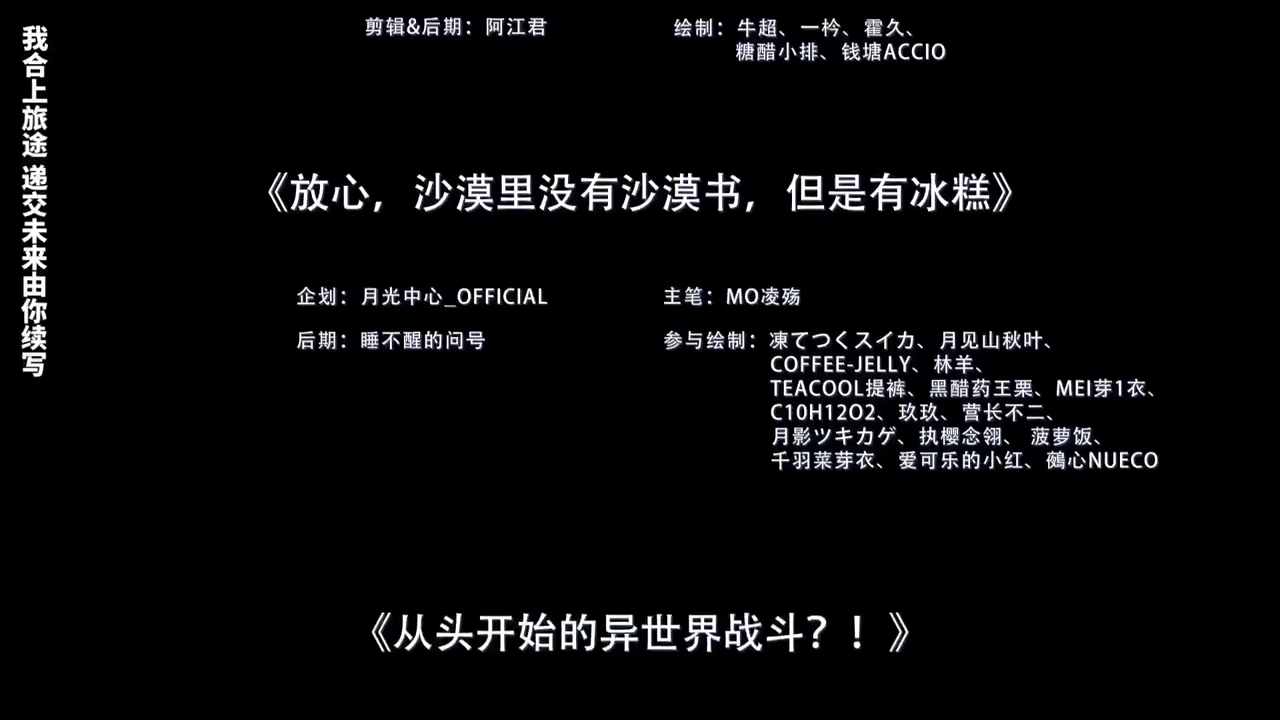 我合上旅途 递交未来由你续写
剪辑&后期：阿江君
绘制：牛超、一衿、霍久、
糖醋小排、钱塘ACCIO
《放心，沙漠里没有沙漠书，但是有冰糕》
企划：月光中心_OFFICIAL
主笔：MO凌殇
后期：睡不醒的问号
参与绘制：凍てつくスイカ、月见山秋叶、
COFFEE-JELLY、林羊、
TEACOOL提裤、黑醋药王栗、MEI芽1衣、
C10H12O2、玖玖、营长不二、
月影ツキカゲ、执樱念翎、 菠萝饭、
千羽菜芽衣、爱可乐的小红、鵺心NUECO
《从头开始的异世界战斗？！》